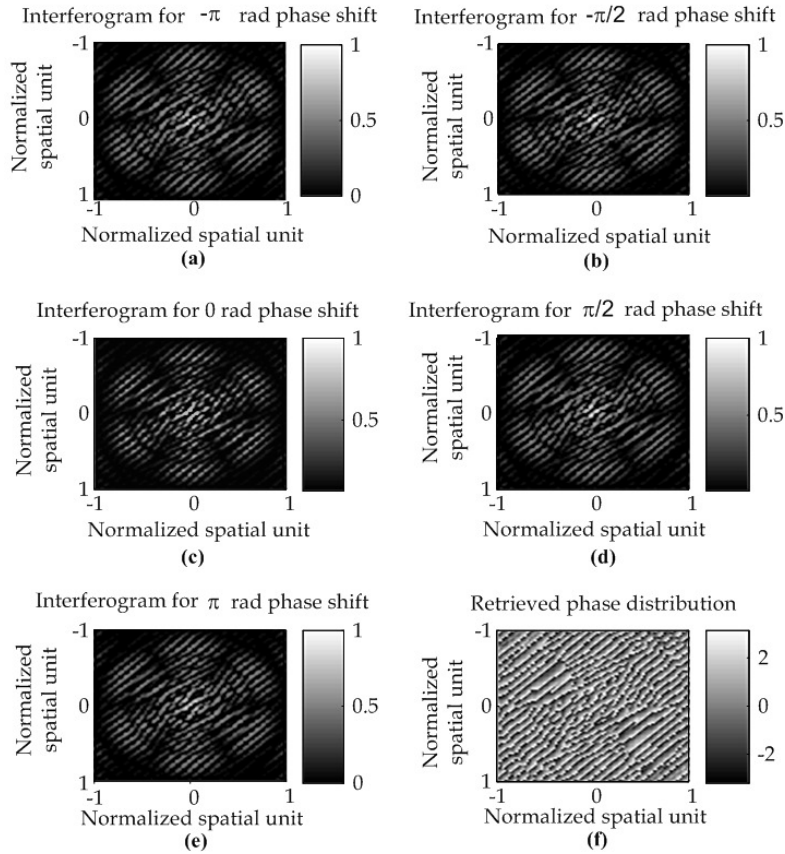 Interferogram for -π rad phase shift
-1
0
1
Normalized
spatial unit
-1 0 1
Normalized spatial unit
1
0.5
0
(a)
Interferogram for -π/2 rad phase shift
-1
0
1
Normalized
spatial unit
-1 0 1
Normalized spatial unit
1
0.5
(b)
Interferogram for 0 rad phase shift
-1
0
1
Normalized
spatial unit
-1 0 1
Normalized spatial unit
1
0.5
(c)
Interferogram for π/2 rad phase shift
-1
0
1
Normalized
spatial unit
-1 0 1
Normalized spatial unit
1
0.5
(d)
Interferogram for π rad phase shift
-1
0
1
Normalized
spatial unit
-1 0 1
Normalized spatial unit
1
0.5
0
(e)
Retrieved phase distribution
-1
0
1
Normalized
spatial unit
-1 0 1
Normalized spatial unit
2
0
-2
(f)